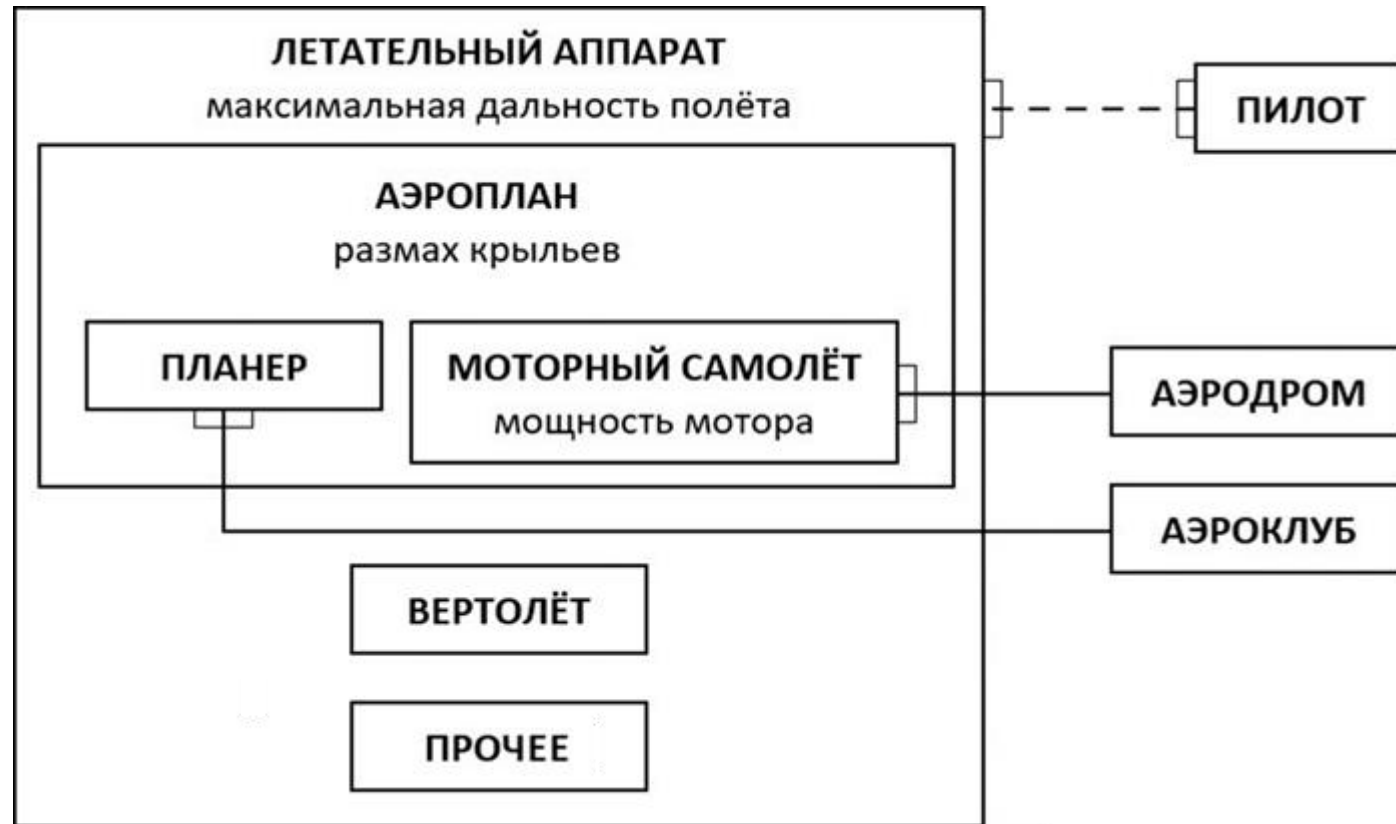 ЛЕТАТЕЛЬНЫЙ АППАРАТ
максимальная дальность полёта
ПИЛОТ
АЭРОПЛАН
размах крыльев
ПЛАНЕР
МОТОРНЫЙ САМОЛЁТ
мощность мотора
АЭРОДРОМ
АЭРОКЛУБ
ВЕРТОЛЁТ
ПРОЧЕЕ